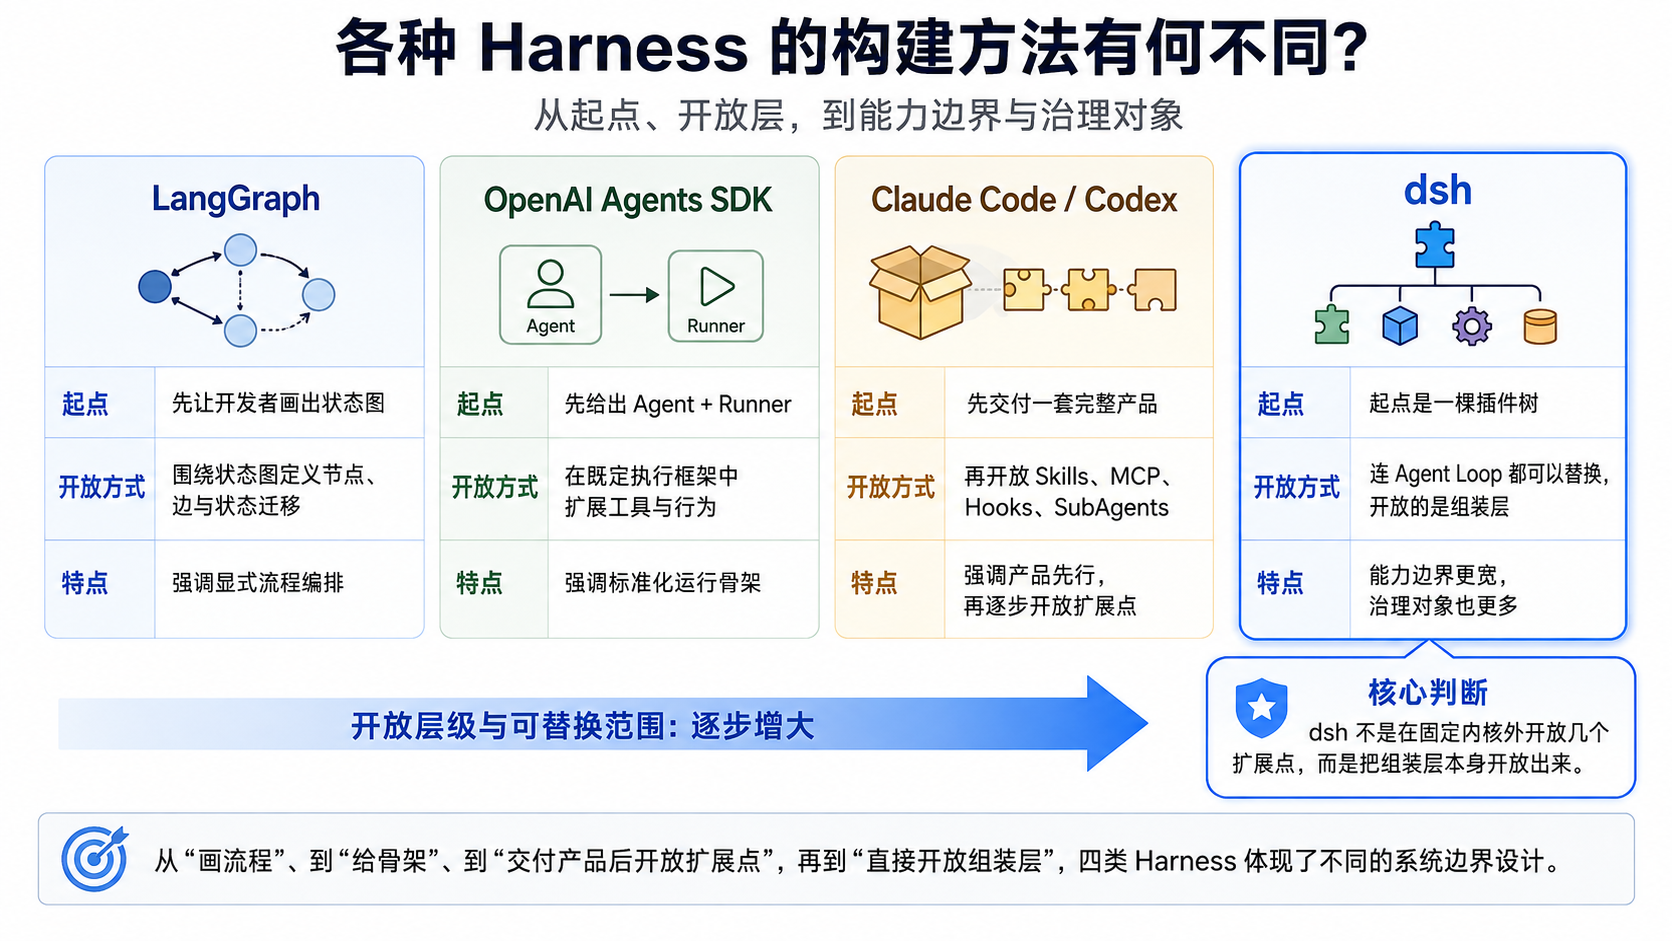 各种 Harness 的构建方法有何不同？
从起点、开放层，到能力边界与治理对象
LangGraph
起点
先让开发者画出状态图
开放方式
围绕状态图定义节点、
边与状态迁移
特点
强调显式流程编排
OpenAI Agents SDK
Agent
Runner
起点
先给出 Agent + Runner
开放方式
在既定执行框架中
扩展工具与行为
特点
强调标准化运行骨架
Claude Code / Codex
起点
先交付一套完整产品
开放方式
再开放 Skills、MCP、
Hooks、SubAgents
特点
强调产品先行，
再逐步开放扩展点
dsh
起点
起点是一棵插件树
开放方式
连 Agent Loop 都可以替换，
开放的是组装层
特点
能力边界更宽，
治理对象也更多
开放层级与可替换范围：逐步增大
核心判断
dsh 不是在固定内核外开放几个
扩展点，而是把组装层本身开放出来。
从“画流程”、到“给骨架”、到“交付产品后开放扩展点”，再到“直接开放组装层”，四类 Harness 体现了不同的系统边界设计。